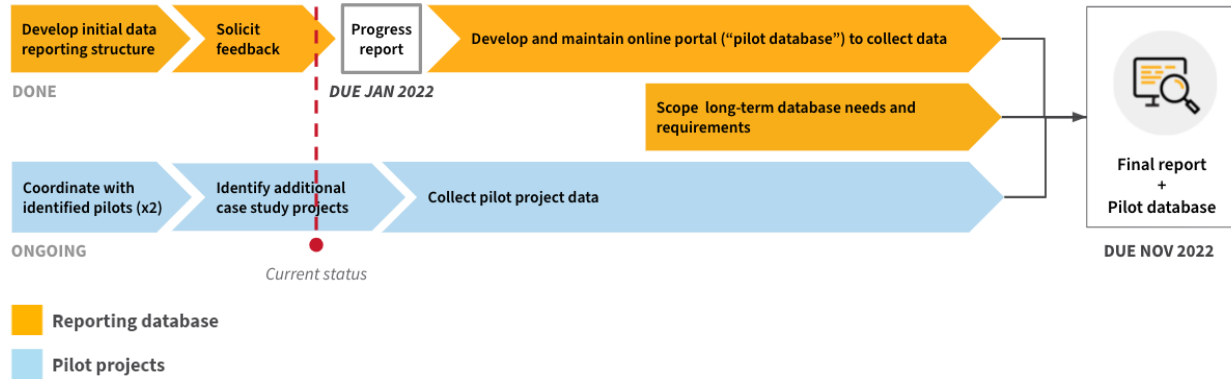 Develop initial data
reporting structure
Solicit
feedback
Progress
report
Develop and maintain online portal (“pilot database”) to collect data
DONE
DUE JAN 2022
Scope long-term database needs and
requirements
Coordinate with
identified pilots (x2)
Identify additional
case study projects
Collect pilot project data
ONGOING
Current status
Final report
+
Pilot database
DUE NOV 2022
Reporting database
Pilot projects